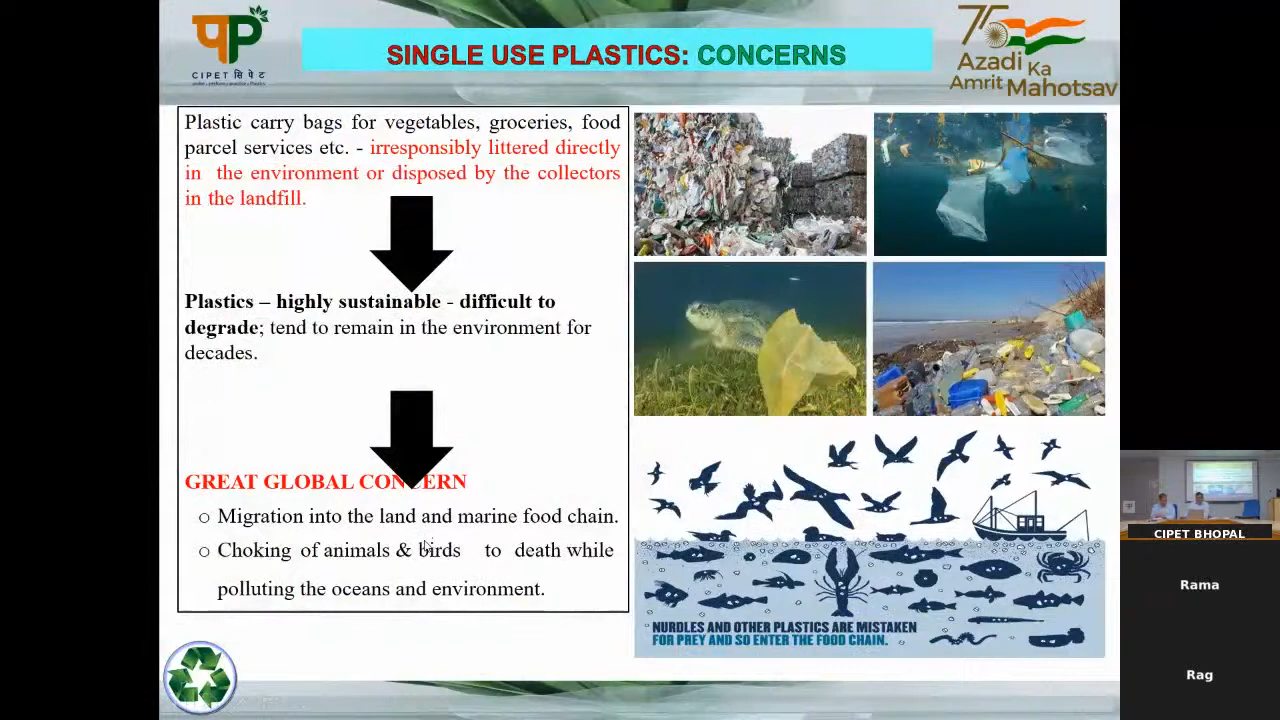 CIPET सिपेट
SINGLE USE PLASTICS: CONCERNS
75
Azadi Ka
Amrit Mahotsav
Plastic carry bags for vegetables, groceries, food
parcel services etc. - irresponsibly littered directly
in the environment or disposed by the collectors
in the landfill.
Plastics – highly sustainable - difficult to
degrade; tend to remain in the environment for
decades.
GREAT GLOBAL CONCERN
o Migration into the land and marine food chain.
o Choking of animals & birds to death while
polluting the oceans and environment.
NURDLES AND OTHER PLASTICS ARE MISTAKEN
FOR PREY AND SO ENTER THE FOOD CHAIN.
CIPET BHOPAL
Rama
Rag